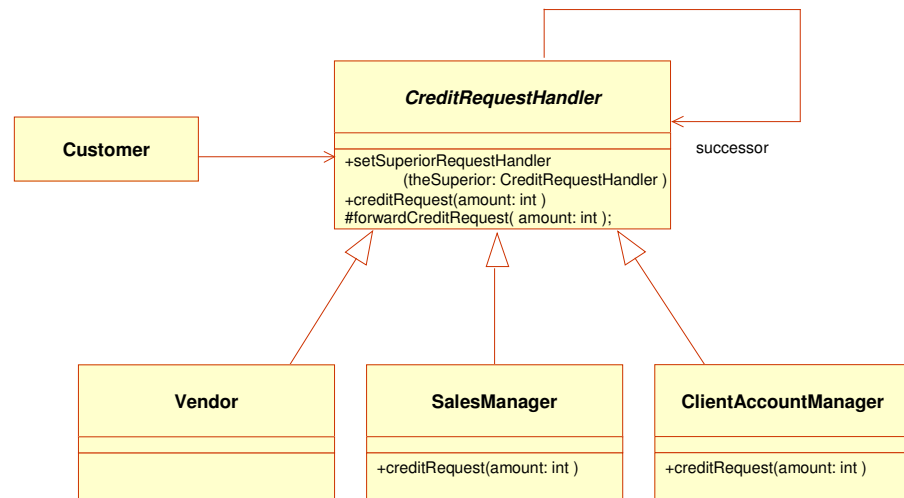 CreditRequestHandler
Customer
successor
+setSuperiorRequestHandler
(theSuperior: CreditRequestHandler )
+creditRequest(amount: int )
#forwardCreditRequest( amount: int );
Vendor
SalesManager
+creditRequest(amount: int )
ClientAccountManager
+creditRequest(amount: int )